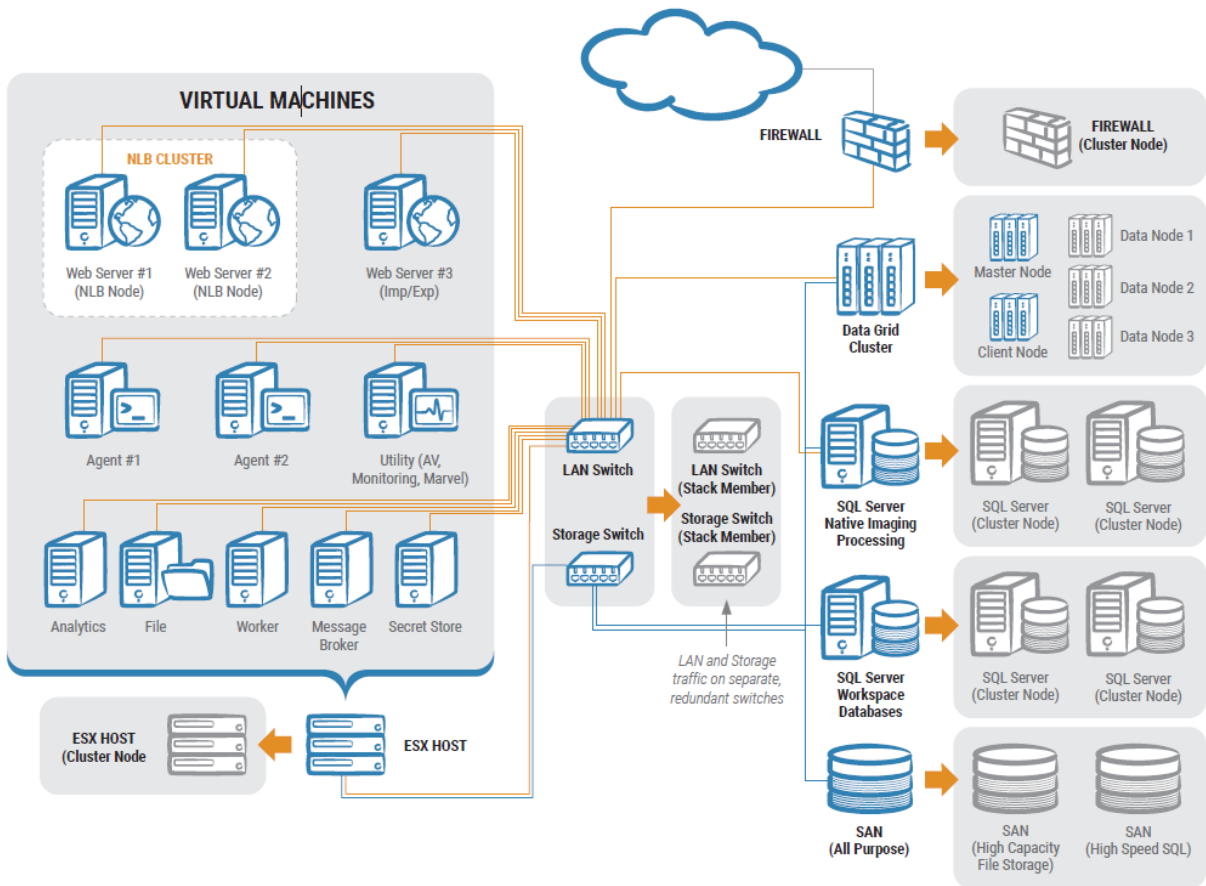 VIRTUAL MACHINES
NLB CLUSTER
Web Server #1
(NLB Node)
Web Server #2
(NLB Node)
Web Server #3
(Imp/Exp)
Agent #1
Agent #2
Utility (AV,
Monitoring, Marvel)
Analytics
File
Worker
Message
Broker
Secret Store
ESX HOST
(Cluster Node
ESX HOST
LAN Switch
Storage Switch
LAN Switch
(Stack Member)
Storage Switch
(Stack Member)
LAN and Storage
traffic on separate,
redundant switches
FIREWALL
FIREWALL
(Cluster Node)
Data Grid
Cluster
Master Node
Client Node
Data Node 1
Data Node 2
Data Node 3
SQL Server
Native Imaging
Processing
SQL Server
(Cluster Node)
SQL Server
(Cluster Node)
SQL Server
Workspace
Databases
SQL Server
(Cluster Node)
SQL Server
(Cluster Node)
SAN
(All Purpose)
SAN
(High Capacity
File Storage)
SAN
(High Speed SQL)